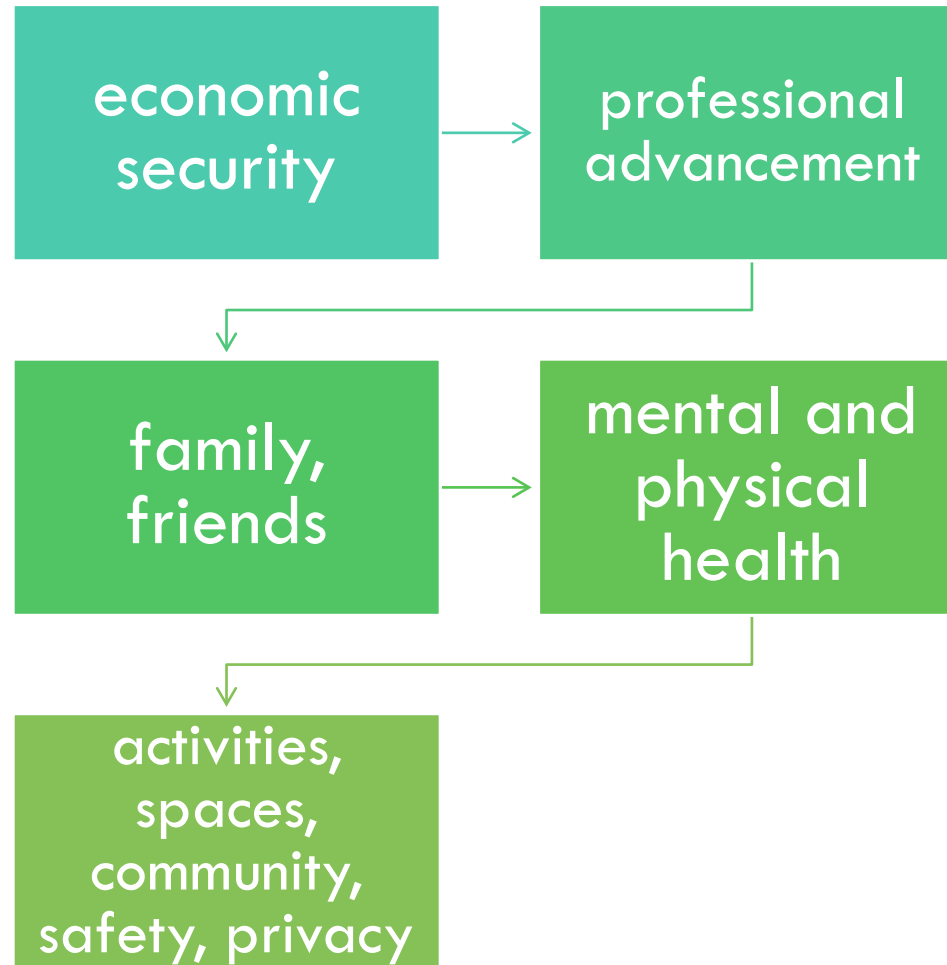 economic
security
professional
advancement
family,
friends
mental and
physical
health
activities,
spaces,
community,
safety, privacy